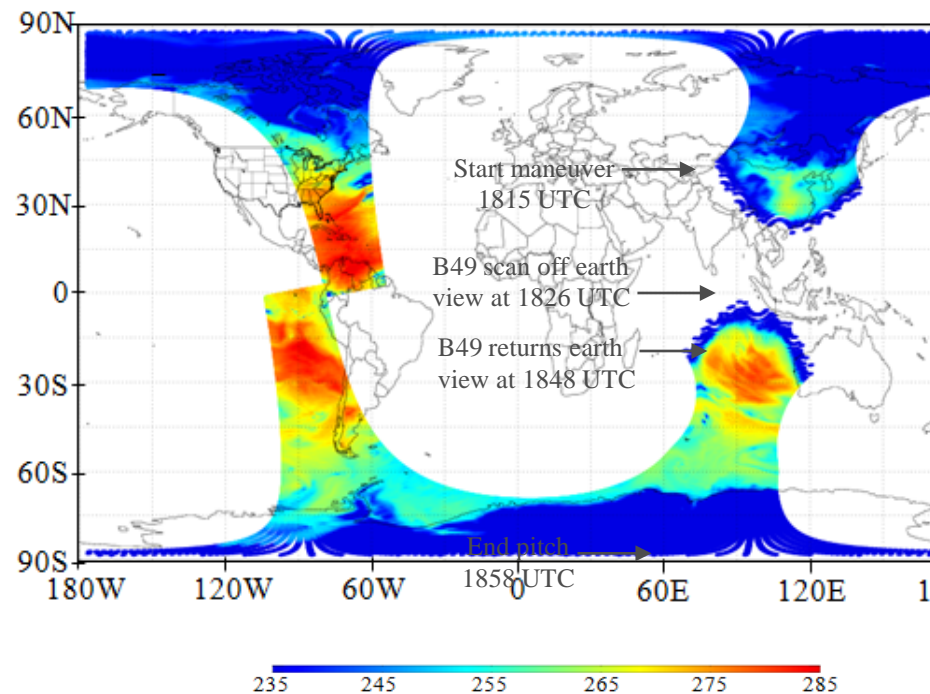 90N
60N
Start maneuver
1815 UTC
30N
B49 scan off earth
view at 1826 UTC
0
B49 returns earth
view at 1848 UTC
30S
60S
End pitch
1858 UTC
90S
180W 120W 60W 0 60E 120E 1
235 245 255 265 275 285